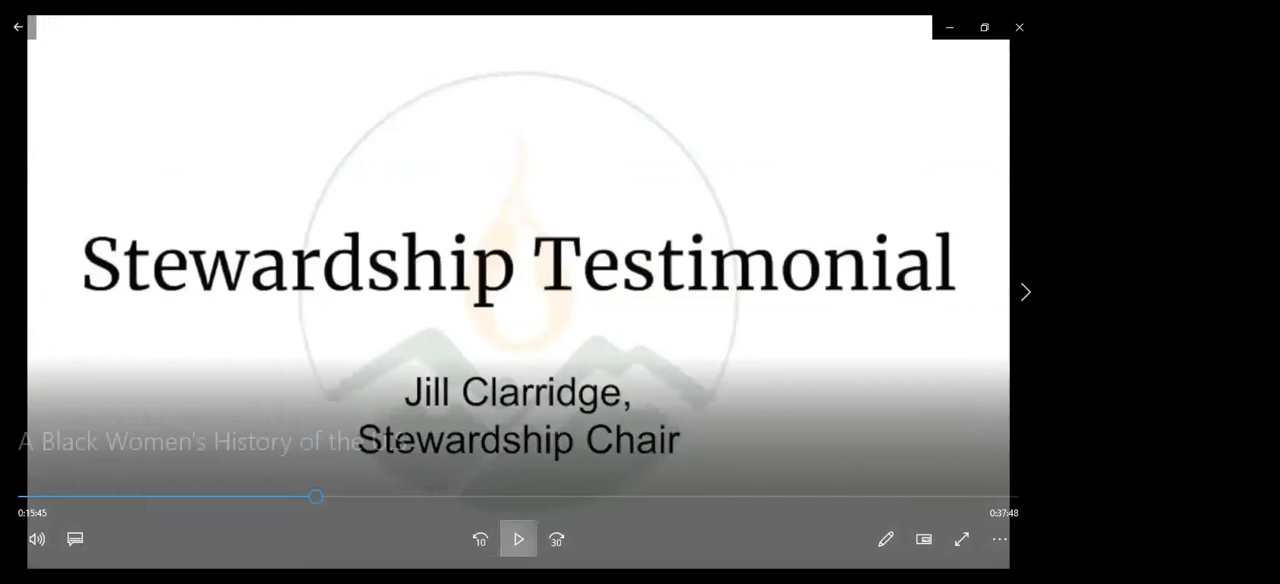 Stewardship Testimonial
Jill Clarridge,
A Black Women's History of the
Stewardship Chair
0:15:45
0:37:48
10
30